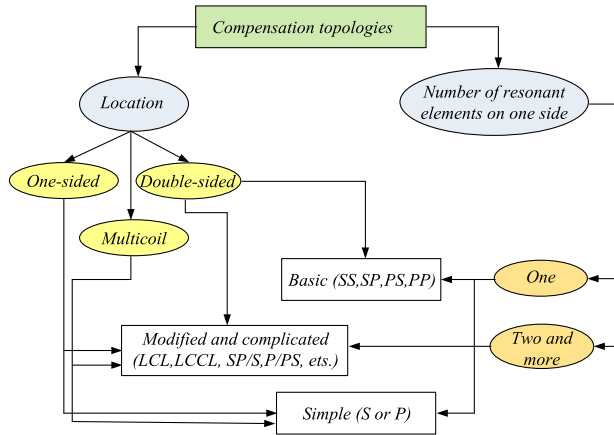 Compensation topologies
Location
Number of resonant
elements on one side
One-sided
Double-sided
Multicoil
Basic (SS,SP,PS,PP)
One
Modified and complicated
(LCL,LCCL, SP/S,P/PS, ets.)
Two and
more
Simple (S or P)